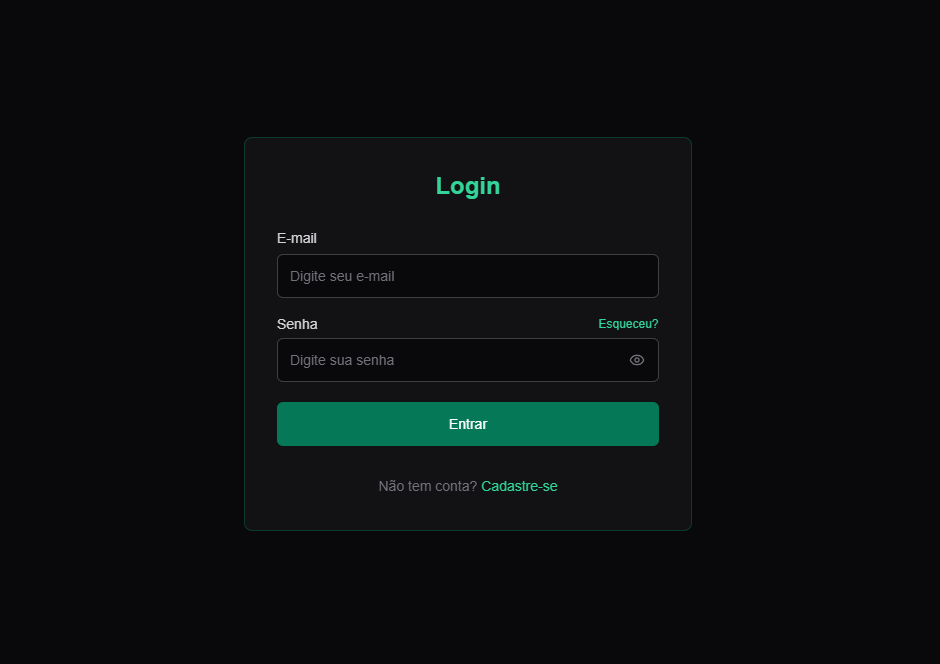 Login
E-mail
Digite seu e-mail
Senha Esqueceu?
Digite sua senha
Entrar
Não tem conta? Cadastre-se